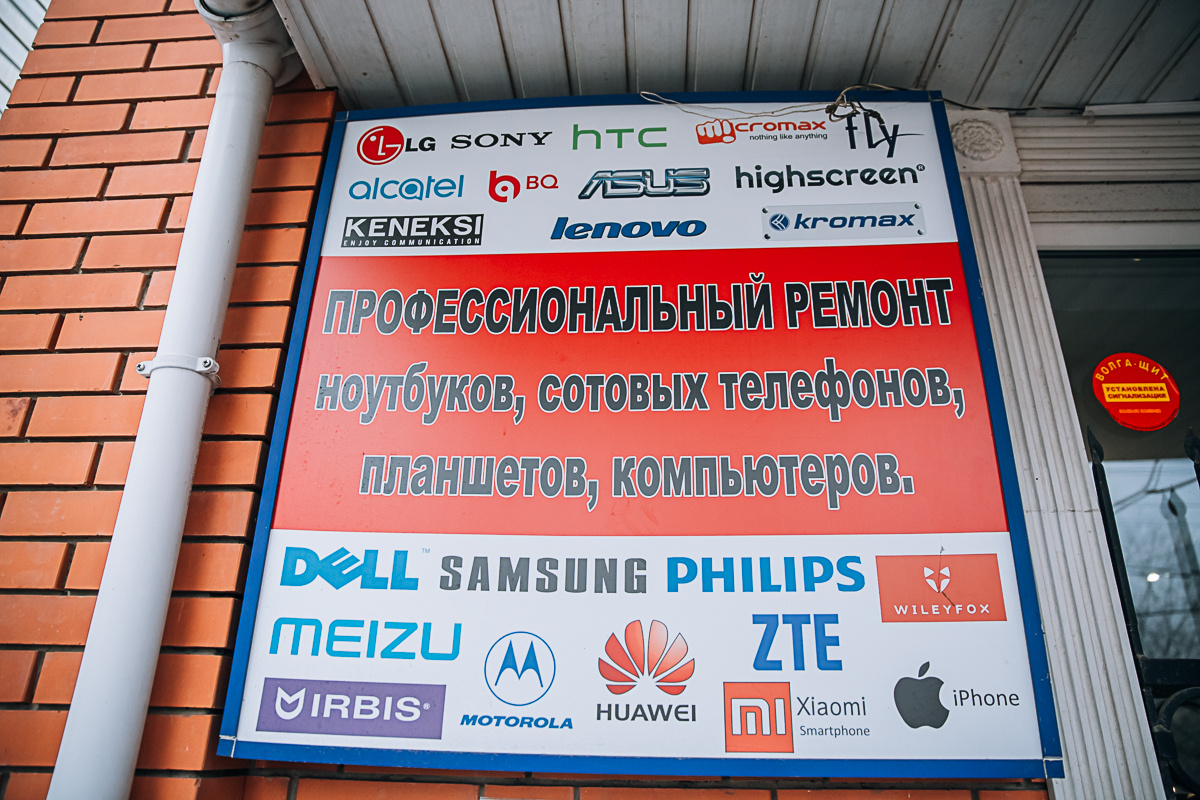 LG SONY hTC micromax fly
nothing like anything
alcatel BQ ASUS highscreen®
KENEKSI lenovo kromax
ENJOY COMMUNICATION
ПРОФЕССИОНАЛЬНЫЙ РЕМОНТ
ноутбуков, сотовых телефонов,
планшетов, компьютеров.
DELL™ SAMSUNG PHILIPS WILEYFOX
MEIZU MOTOROLA HUAWEI ZTE
IRBIS® mi Xiaomi iPhone
Smartphone
ВОЛГА-ЩИТ
УСТАНОВЛЕНА
СИГНАЛИЗАЦИЯ